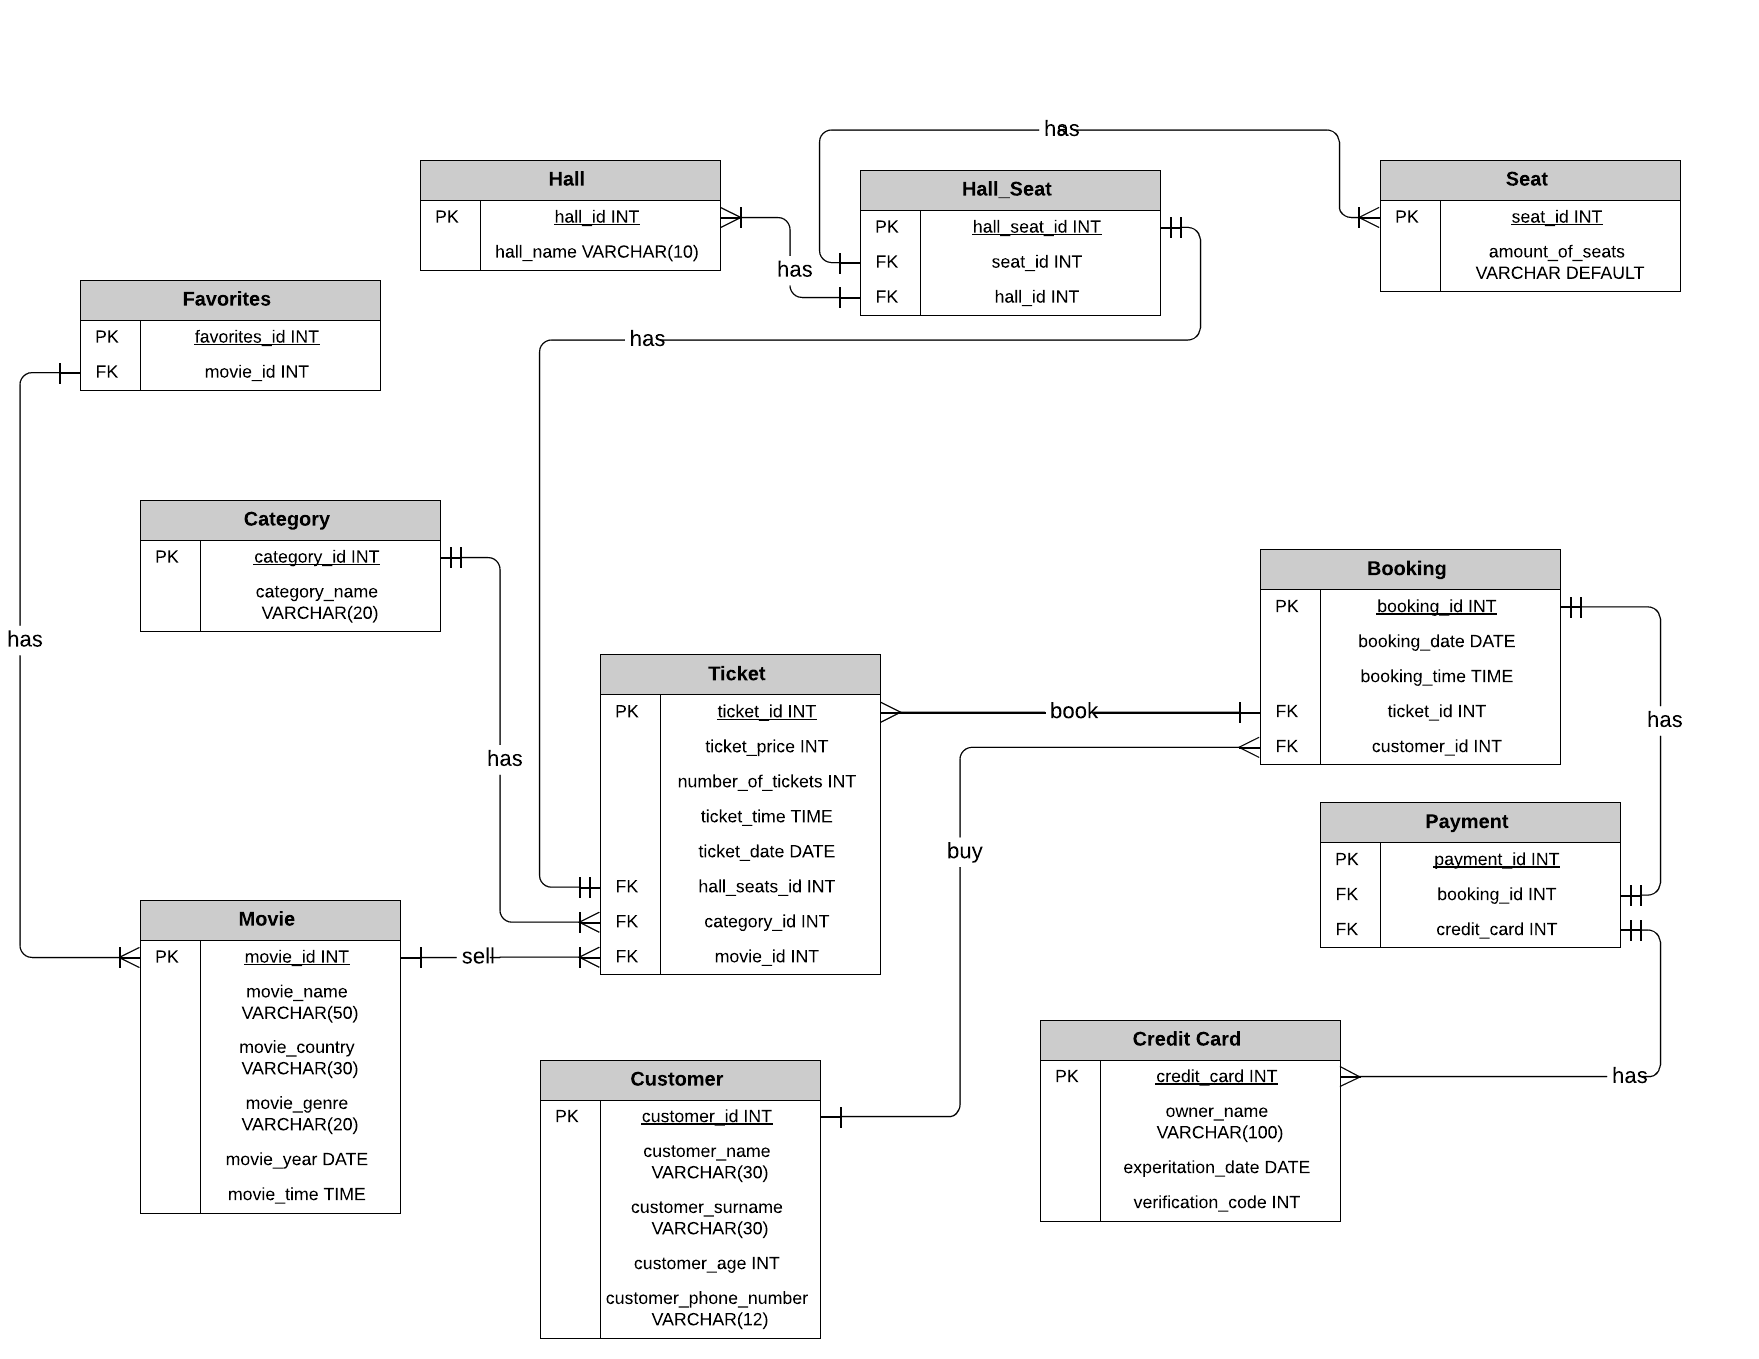 has
Hall
PK hall_id INT
hall_name VARCHAR(10)
has
Hall_Seat
PK hall_seat_id INT
FK seat_id INT
FK hall_id INT
Seat
PK seat_id INT
amount_of_seats
VARCHAR DEFAULT
has
Favorites
PK favorites_id INT
FK movie_id INT
has
Category
PK category_id INT
category_name
VARCHAR(20)
has
Ticket
PK ticket_id INT
ticket_price INT
number_of_tickets INT
ticket_time TIME
ticket_date DATE
FK hall_seats_id INT
FK category_id INT
FK movie_id INT
book
buy
Booking
PK booking_id INT
booking_date DATE
booking_time TIME
FK ticket_id INT
FK customer_id INT
has
Payment
PK payment_id INT
FK booking_id INT
FK credit_card INT
Movie
PK movie_id INT
movie_name
VARCHAR(50)
movie_country
VARCHAR(30)
movie_genre
VARCHAR(20)
movie_year DATE
movie_time TIME
sell
Customer
PK customer_id INT
customer_name
VARCHAR(30)
customer_surname
VARCHAR(30)
customer_age INT
customer_phone_number
VARCHAR(12)
Credit Card
PK credit_card INT
owner_name
VARCHAR(100)
experitation_date DATE
verification_code INT
has